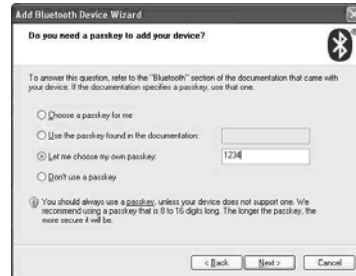 Add Bluetooth Device Wizard
Do you need a passkey to add your device?
To answer this question, refer to the "Bluetooth" section of the documentation that came with
your device. If the documentation specifies a passkey, use that one.
Choose a passkey for me
Use the passkey found in the documentation:
Let me choose my own passkey: 1234
Don't use a passkey
You should always use a passkey, unless your device does not support one. We
recommend using a passkey that is 8 to 16 digits long. The longer the passkey, the
more secure it will be.
< Back Next > Cancel